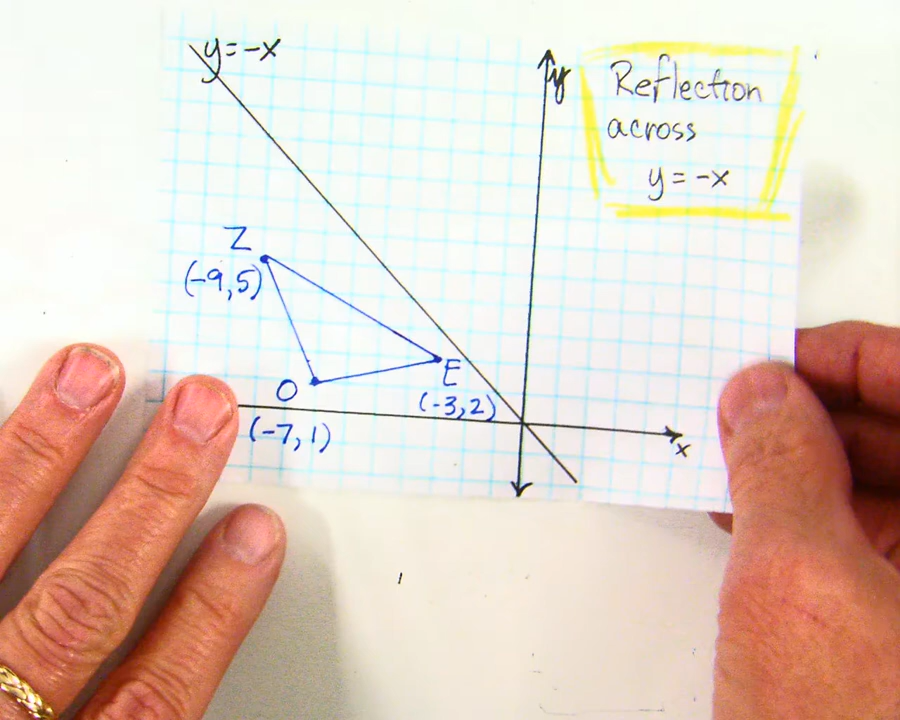 y = -x
y
Reflection
across
y = -x
Z
(-9, 5)
E
(-3, 2)
O
(-7, 1)
x